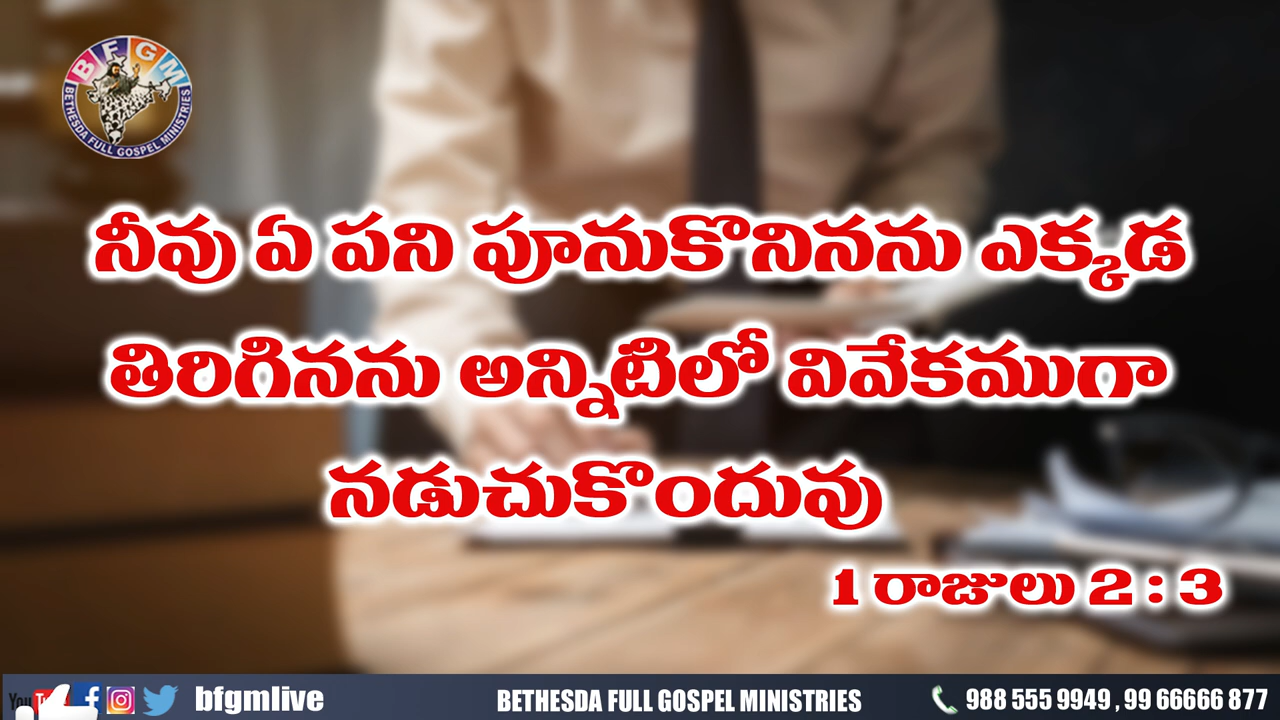 BFGM
BETHESDA FULL GOSPEL MINISTRIES
నీవు ఏ పని పూనుకొనినను ఎక్కడ
తిరిగినను అన్నిటిలో వివేకముగా
నడుచుకొందువు
1 రాజులు 2 : 3
You bfgmlive BETHESDA FULL GOSPEL MINISTRIES 988 555 9949 , 99 66666 877